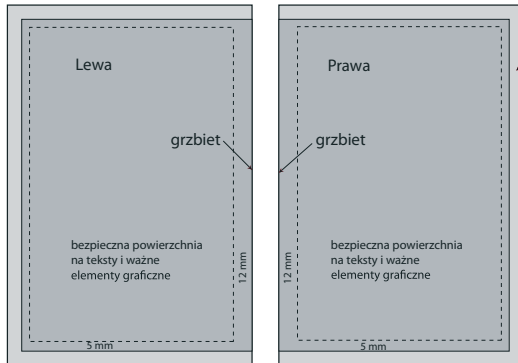 Lewa
grzbiet
bezpieczna powierzchnia
na teksty i ważne
elementy graficzne
12 mm
5 mm
Prawa
grzbiet
bezpieczna powierzchnia
na teksty i ważne
elementy graficzne
12 mm
5 mm